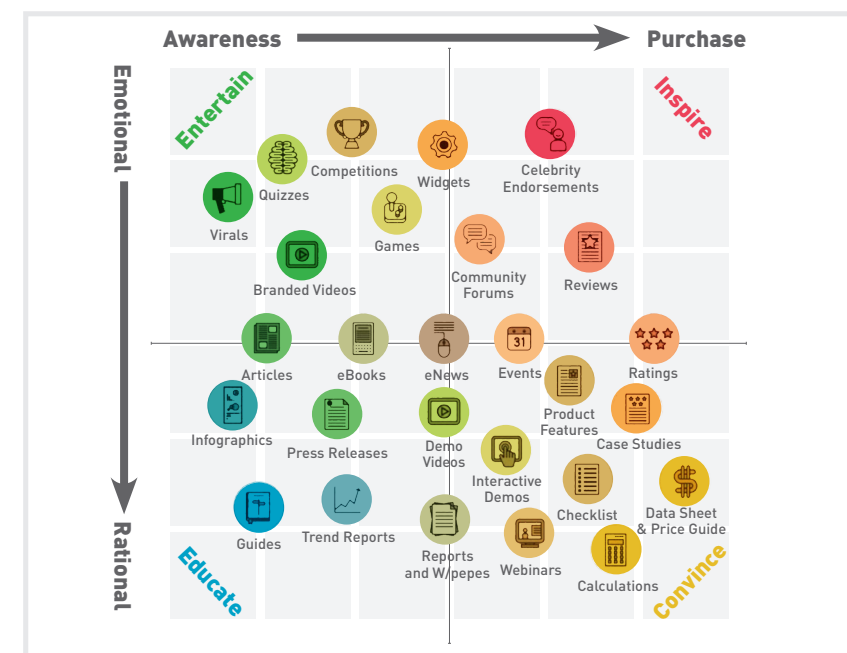 Awareness
Purchase
Emotional
Entertain
Inspire
Competitions
Quizzes
Widgets
Celebrity
Endorsements
Virals
Games
Branded Videos
Community
Forums
Reviews
Articles
eBooks
eNews
31
Events
Ratings
Infographics
Press Releases
Demo
Videos
Product
Features
Case Studies
Interactive
Demos
Guides
Trend Reports
Checklist
Data Sheet
& Price Guide
Reports
and W/pepes
Webinars
Calculations
Rational
Educate
Convince